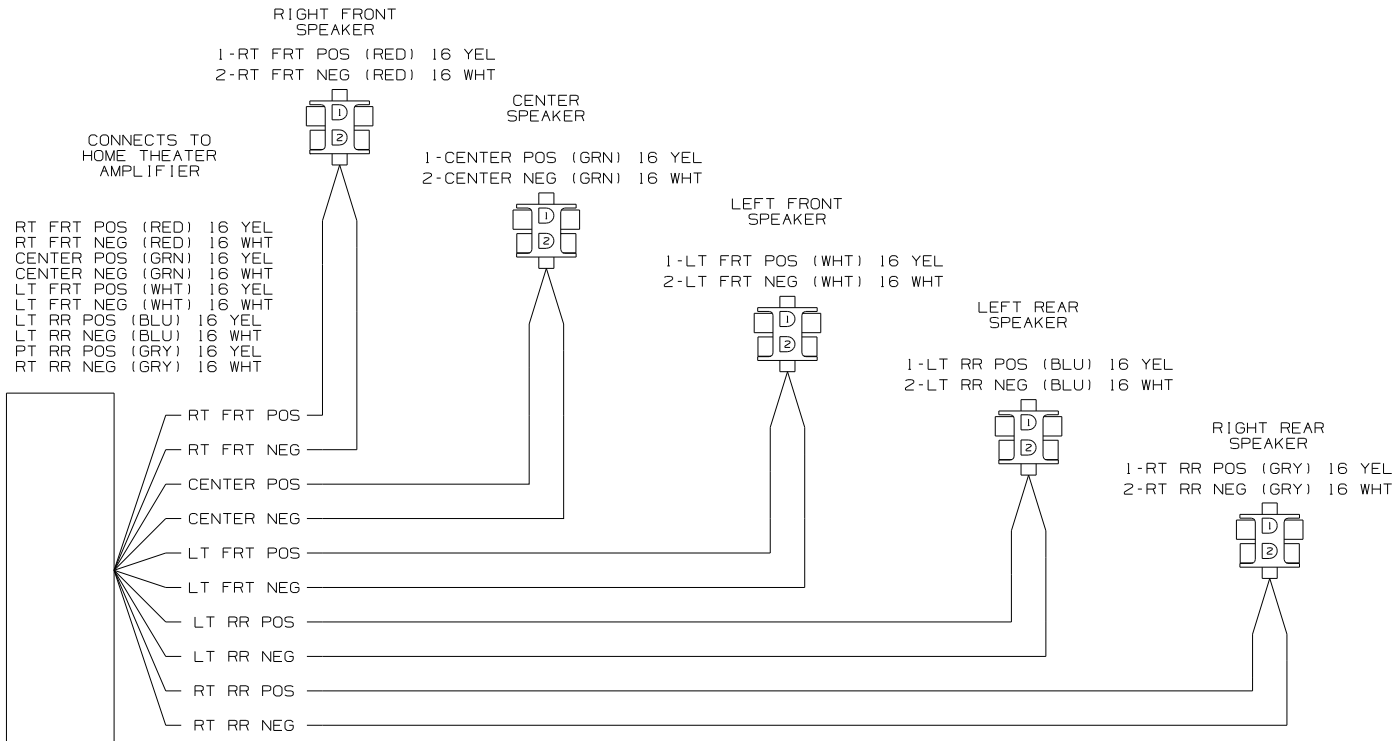 RIGHT FRONT
SPEAKER
1-RT FRT POS (RED) 16 YEL
2-RT FRT NEG (RED) 16 WHT
1
2
CENTER
SPEAKER
1-CENTER POS (GRN) 16 YEL
2-CENTER NEG (GRN) 16 WHT
1
2
LEFT FRONT
SPEAKER
1-LT FRT POS (WHT) 16 YEL
2-LT FRT NEG (WHT) 16 WHT
1
2
LEFT REAR
SPEAKER
1-LT RR POS (BLU) 16 YEL
2-LT RR NEG (BLU) 16 WHT
1
2
RIGHT REAR
SPEAKER
1-RT RR POS (GRY) 16 YEL
2-RT RR NEG (GRY) 16 WHT
1
2
CONNECTS TO
HOME THEATER
AMPLIFIER
RT FRT POS (RED) 16 YEL
RT FRT NEG (RED) 16 WHT
CENTER POS (GRN) 16 YEL
CENTER NEG (GRN) 16 WHT
LT FRT POS (WHT) 16 YEL
LT FRT NEG (WHT) 16 WHT
LT RR POS (BLU) 16 YEL
LT RR NEG (BLU) 16 WHT
PT RR POS (GRY) 16 YEL
RT RR NEG (GRY) 16 WHT
RT FRT POS
RT FRT NEG
CENTER POS
CENTER NEG
LT FRT POS
LT FRT NEG
LT RR POS
LT RR NEG
RT RR POS
RT RR NEG